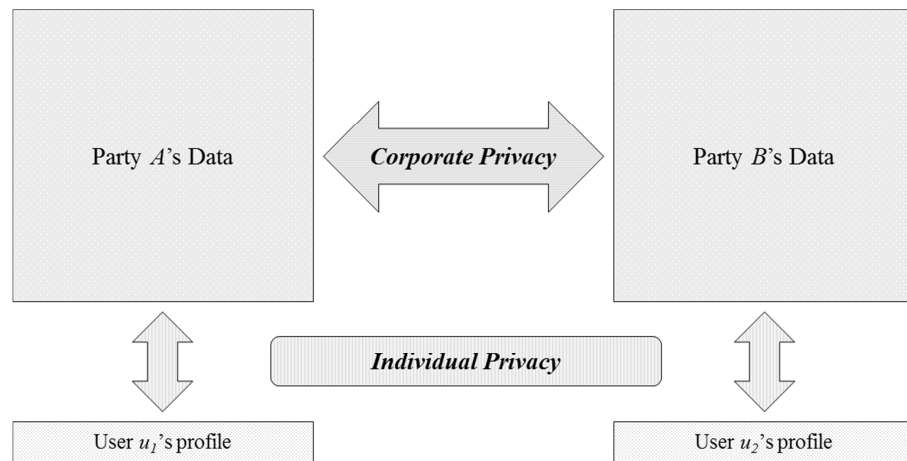 Party A's Data
Corporate Privacy
Party B's Data
Individual Privacy
User u1's profile
User u2's profile